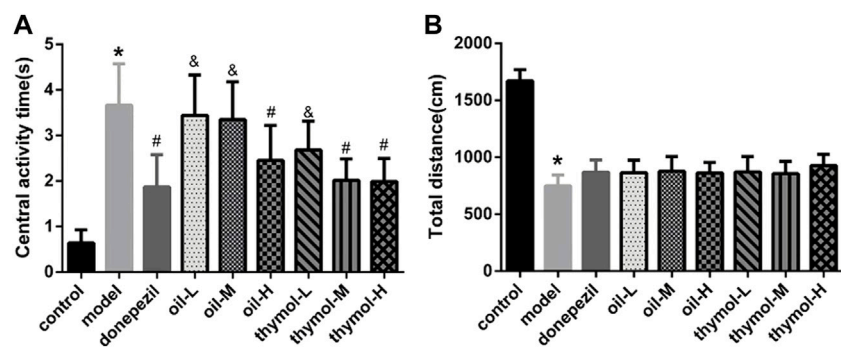 A
Central activity time(s)
5
4
3
2
1
0
*
#
&
&
#
&
#
#
control
model
donepezil
oil-L
oil-M
oil-H
thymol-L
thymol-M
thymol-H
B
Total distance(cm)
2000
1500
1000
500
0
*
control
model
donepezil
oil-L
oil-M
oil-H
thymol-L
thymol-M
thymol-H